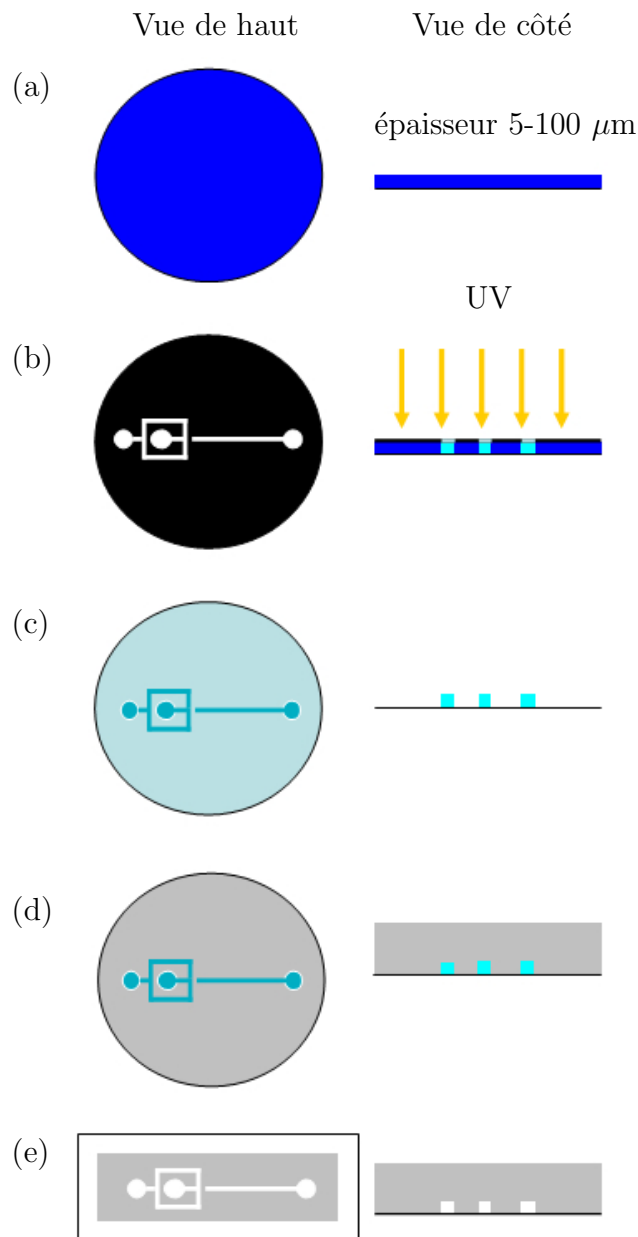 Vue de haut
Vue de côté
(a)
épaisseur 5-100 μm
UV
(b)
(c)
(d)
(e)